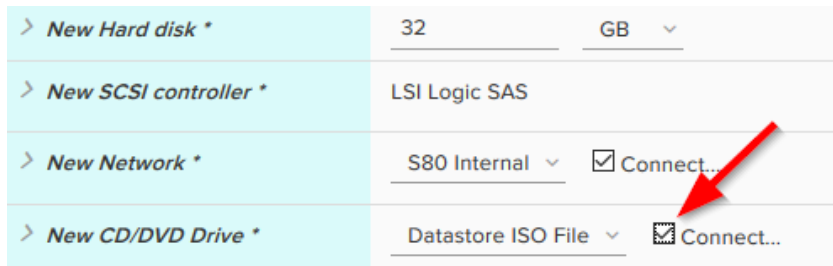 New Hard disk * 32 GB
New SCSI controller * LSI Logic SAS
New Network * S80 Internal Connect...
New CD/DVD Drive * Datastore ISO File Connect...